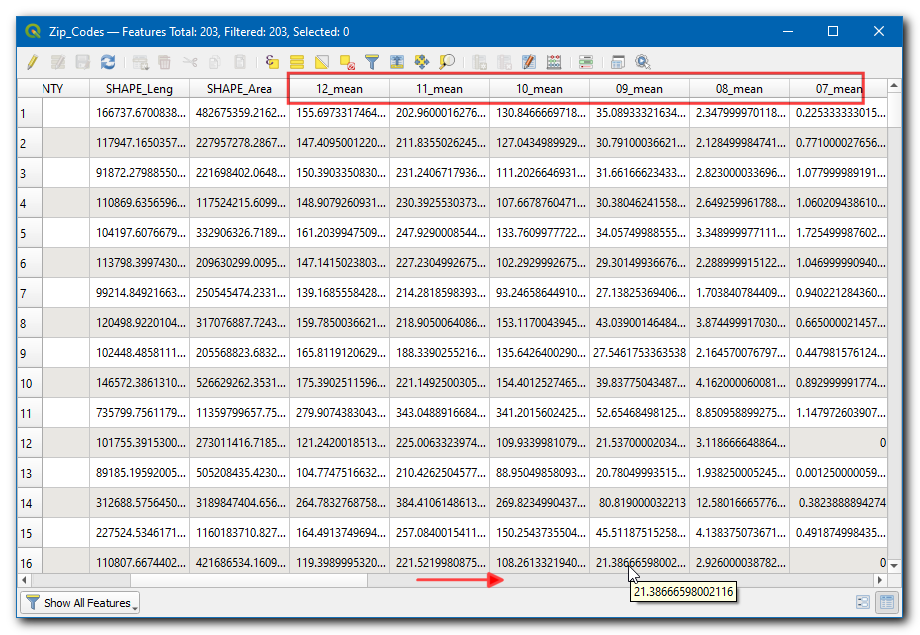 Zip_Codes — Features Total: 203, Filtered: 203, Selected: 0
NTY SHAPE_Leng SHAPE_Area 12_mean 11_mean 10_mean 09_mean 08_mean 07_mean
1 166737.6700838... 482675359.2162... 155.6973317464... 202.9600016276... 130.8466669718... 35.08933321634... 2.347999970118... 0.225333333015...
2 117947.1650357... 227957278.2867... 147.4095001220... 211.8355026245... 127.0434989929... 30.79100036621... 2.128499984741... 0.771000027656...
3 91872.27988550... 221698402.0648... 150.3903350830... 231.2406717936... 111.2026646931... 31.66166623433... 2.823000033696... 1.077999989191...
4 110869.6356596... 117524215.6099... 148.9079260931... 230.3925530373... 107.6678760471... 30.38046241558... 2.649259961788... 1.060209438610...
5 104197.6076679... 332906326.7189... 161.2039947509... 247.9290008544... 133.7609977722... 34.05749988555... 3.348999977111... 1.725499987602...
6 113798.3997430... 209630299.0095... 147.1415023803... 227.2304992675... 102.2929992675... 29.30149936676... 2.288999915122... 1.046999990940...
7 99214.84921663... 250545474.2331... 139.1685558428... 214.2818598393... 93.24658644910... 27.13825369406... 1.703840784409... 0.940221284360...
8 120498.9220104... 317076887.7243... 159.7850036621... 218.9050064086... 153.1170043945... 43.03900146484... 3.874499917030... 0.665000021457...
9 102448.4858111... 205568823.6832... 165.8119120629... 188.3390255216... 135.6426400290... 27.5461753363538 2.164570076797... 0.447981576124...
10 146572.3861310... 526629262.3531... 175.3902511596... 221.1492500305... 154.4012527465... 39.83775043487... 4.162000060081... 0.892999991774...
11 735799.7561179... 11359799657.75... 279.9074383043... 343.0488916684... 341.2015602425... 52.65468498125... 8.850958899275... 1.147972603907...
12 101755.3915300... 273011416.7185... 121.2420018513... 225.0063323974... 109.9339981079... 21.53700002034... 3.118666648864... 0
13 89185.19592005... 505208435.4230... 104.7747516632... 210.4262504577... 88.95049858093... 20.78049993515... 1.938250005245... 0.001250000059...
14 312688.5756450... 3189847404.656... 264.7832768758... 384.4106148613... 269.8234990437... 80.819000032213 12.58016665776... 0.3823888894274
15 227524.5346171... 1160183710.827... 164.4913749694... 257.0840015411... 150.2543735504... 45.51187515258... 4.138375073671... 0.491874998435...
16 110807.6674402... 421686534.1609... 119.3989995320... 221.5219980875... 108.2613321940... 21.38666598002... 2.926000038782... 0
21.38666598002116
Show All Features